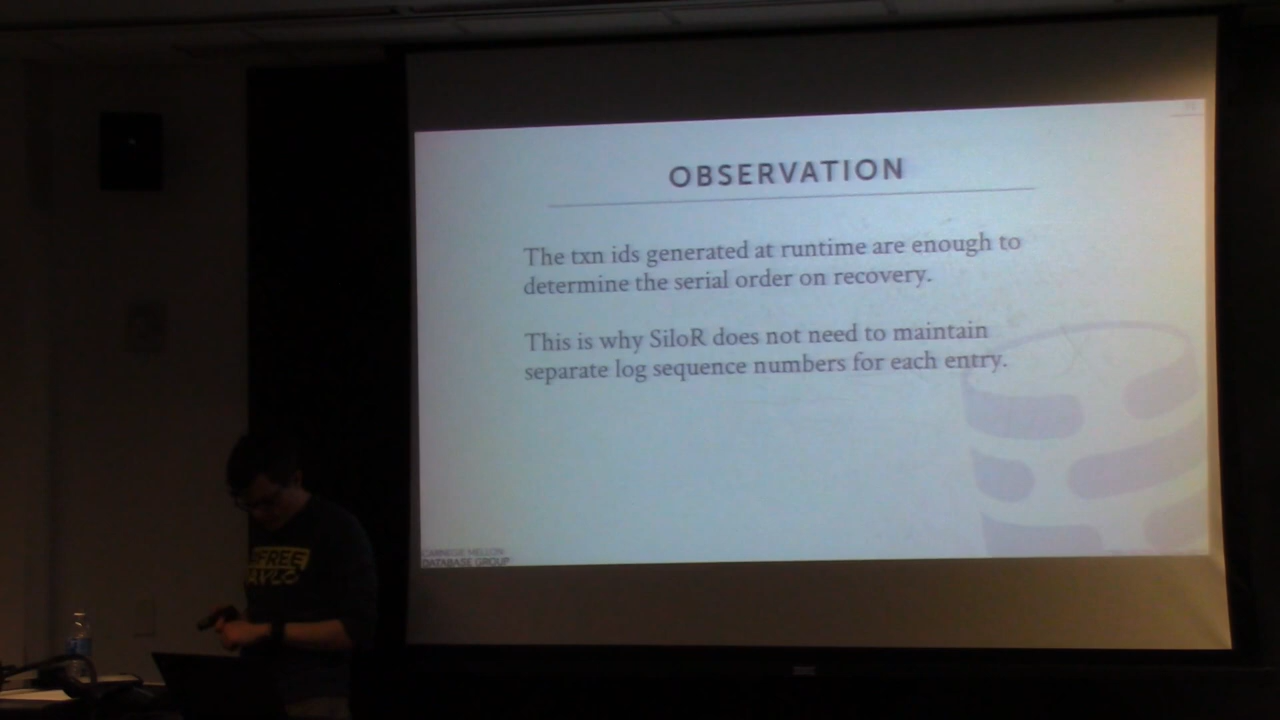 OBSERVATION
The txn ids generated at runtime are enough to
determine the serial order on recovery.
This is why SiloR does not need to maintain
separate log sequence numbers for each entry.
CARNEGIE MELLON
DATABASE GROUP
FREE